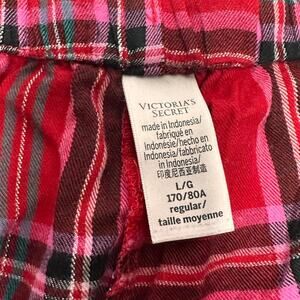 VICTORIA'S
SECRET
made in Indonesia/
fabriqué en
Indonésie/hecho en
Indonesia/fabbricato
in Indonesia/
印度尼西亚制造
L/G
170/80A
regular/
taille moyenne